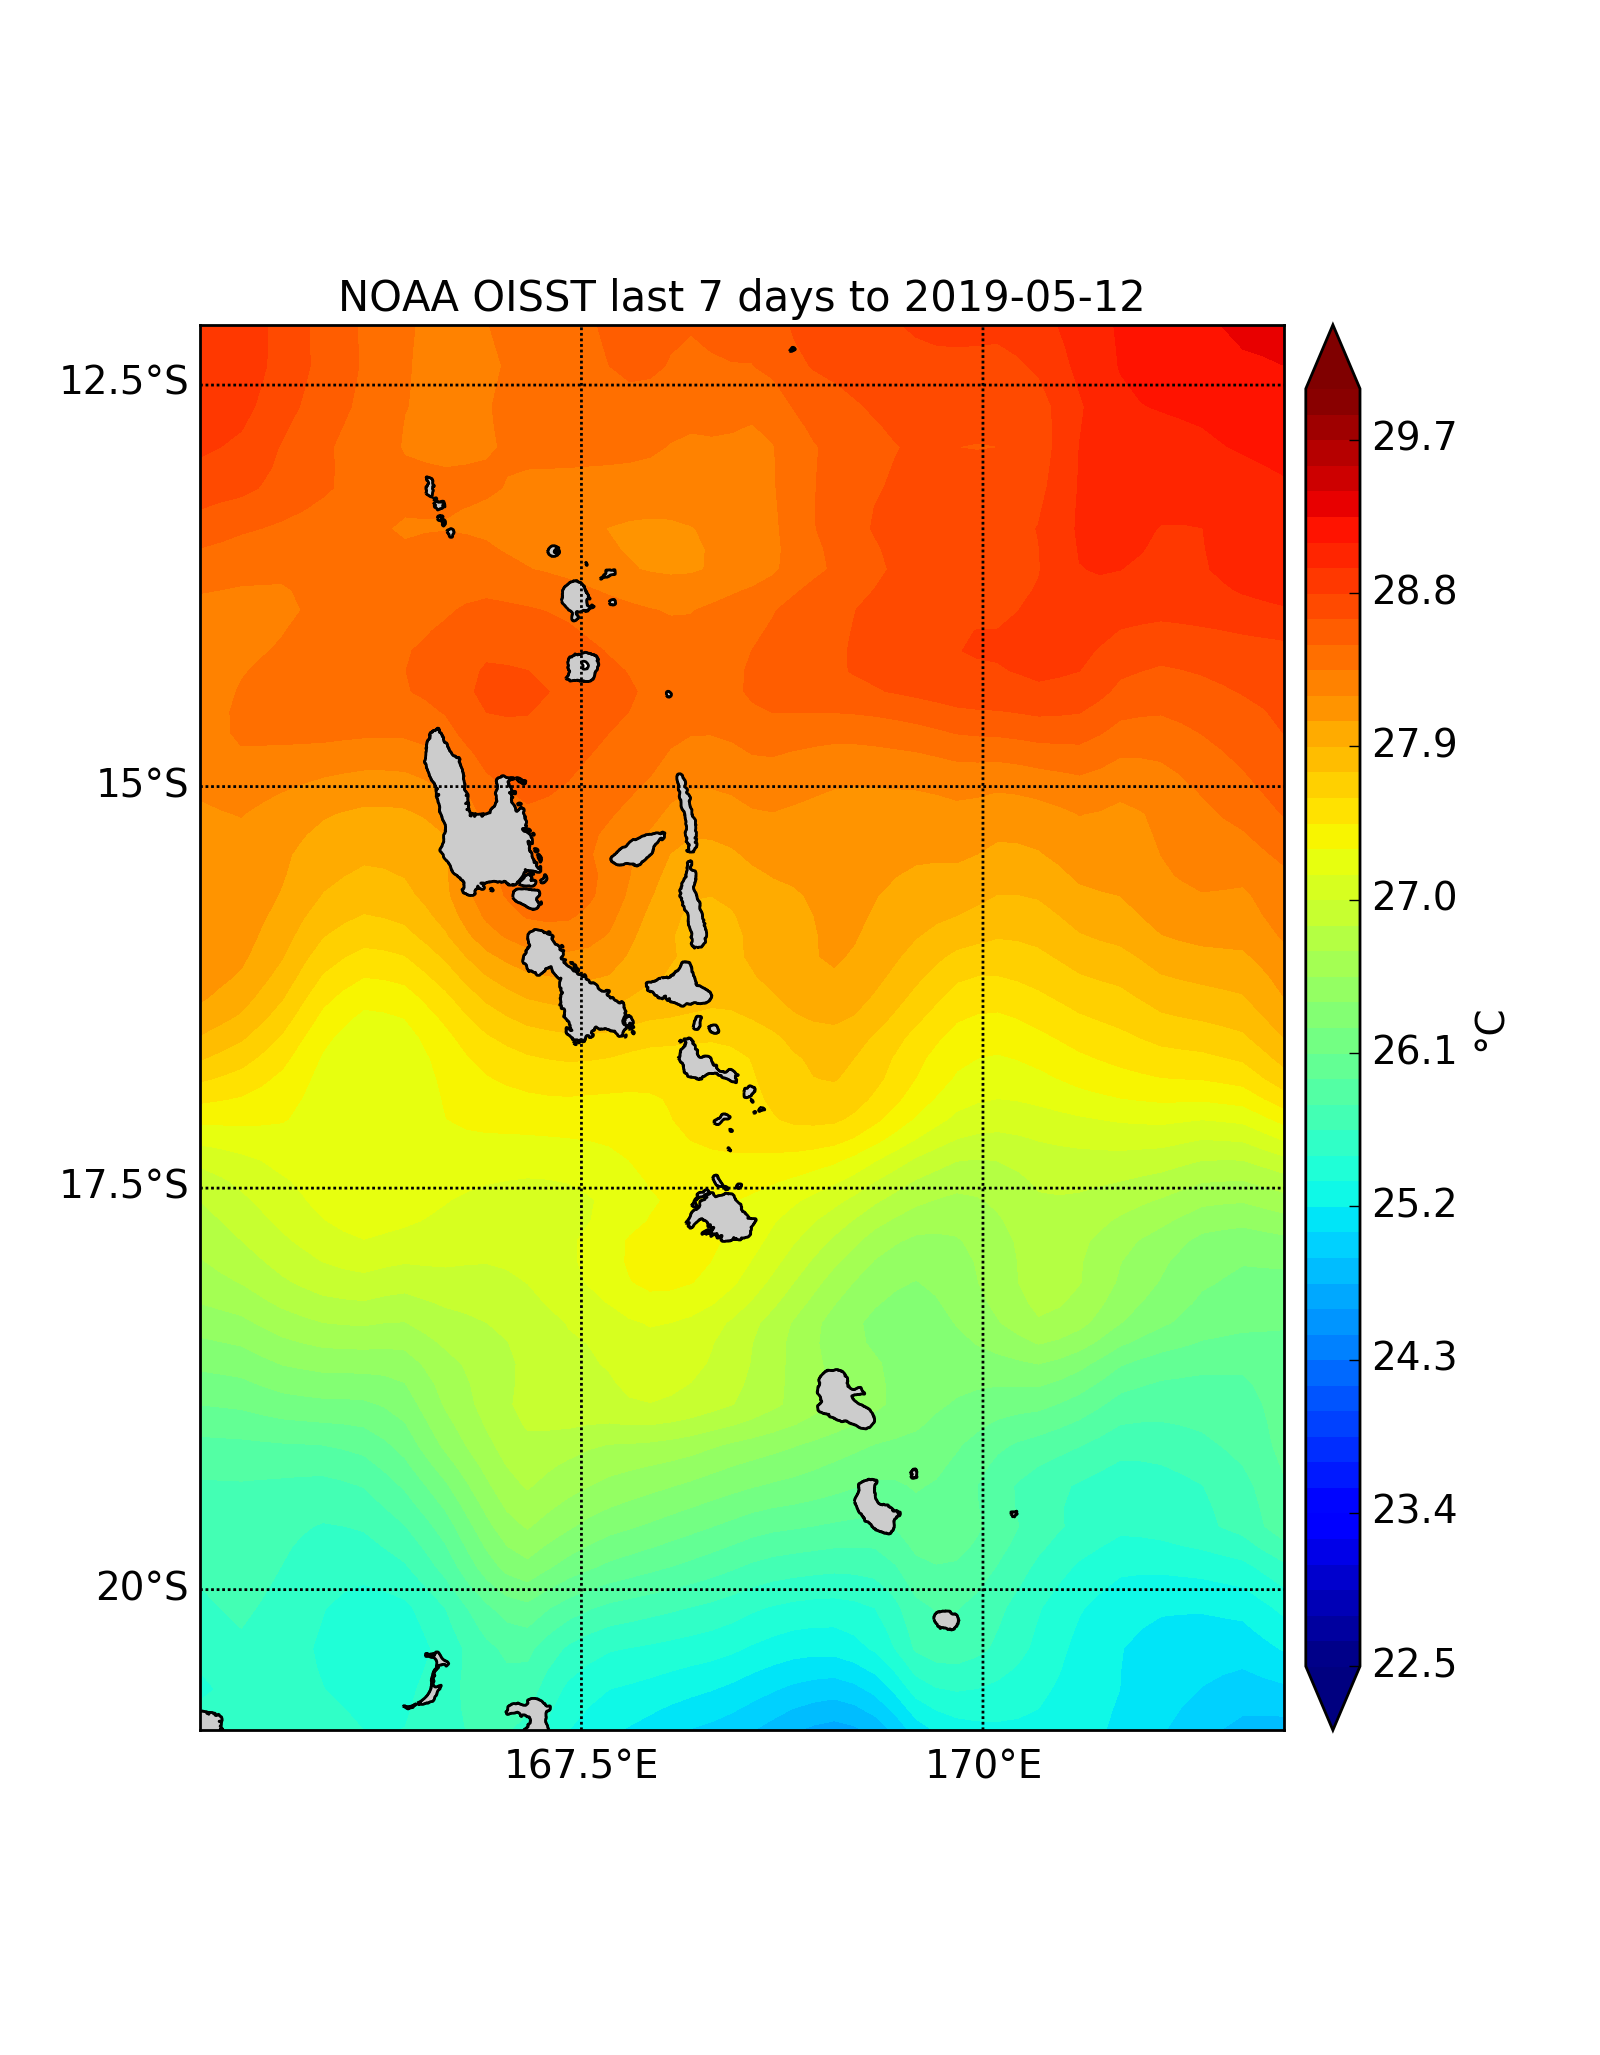 NOAA OISST last 7 days to 2019-05-12
12.5°S
15°S
17.5°S
20°S
167.5°E
170°E
29.7
28.8
27.9
27.0
26.1
25.2
24.3
23.4
22.5
°C